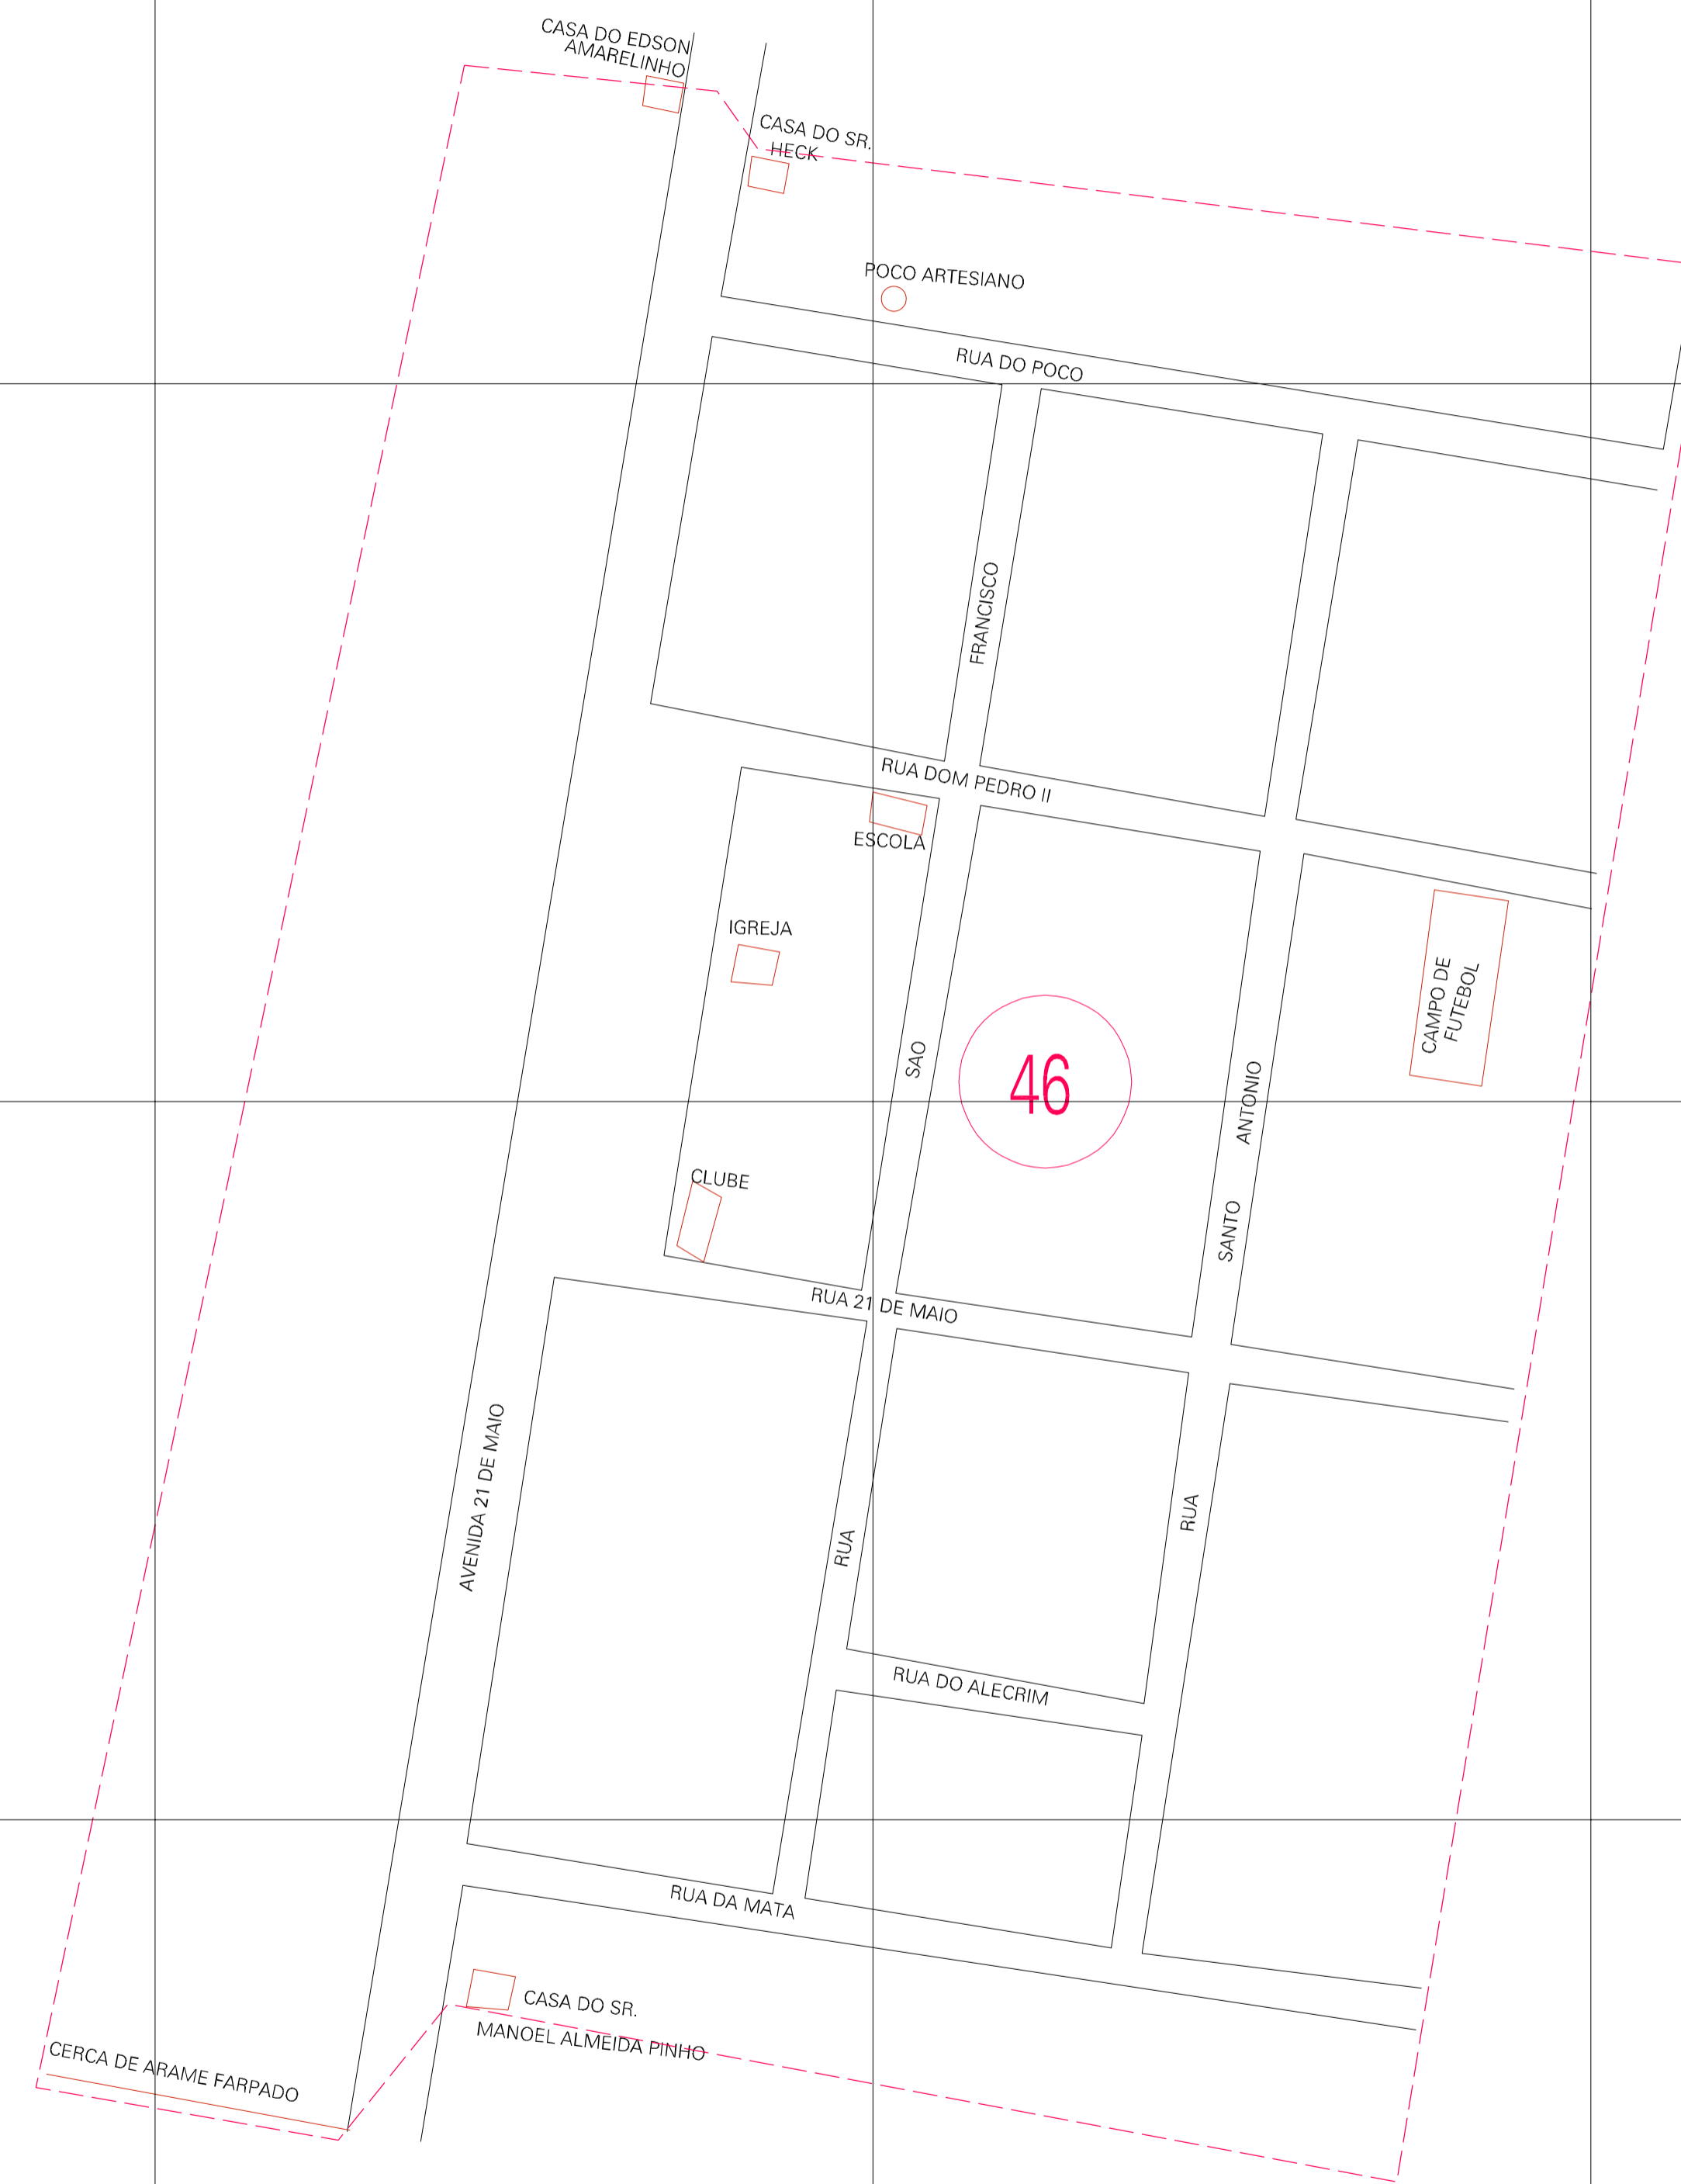 CASA DO EDSON
AMARELINHO
CASA DO SR.
HECK
POCO ARTESIANO
RUA DO POCO
FRANCISCO
RUA DOM PEDRO II
ESCOLA
IGREJA
CAMPO DE
FUTEBOL
SAO
46
ANTONIO
CLUBE
SANTO
RUA 21 DE MAIO
AVENIDA 21 DE MAIO
RUA
RUA
RUA DO ALECRIM
RUA DA MATA
CASA DO SR.
MANOEL ALMEIDA PINHO
CERCA DE ARAME FARPADO